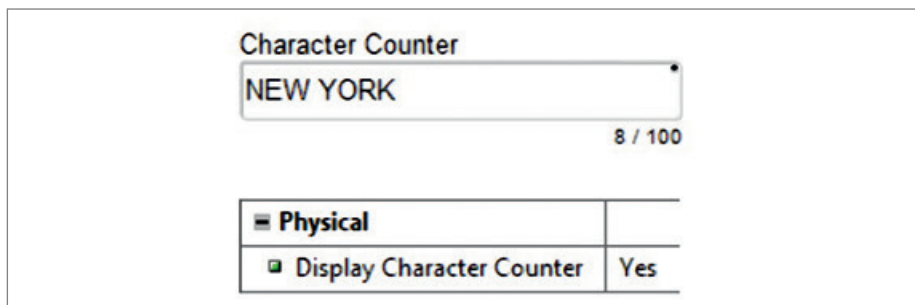 Character Counter
NEW YORK
8 / 100
Physical
Display Character Counter Yes